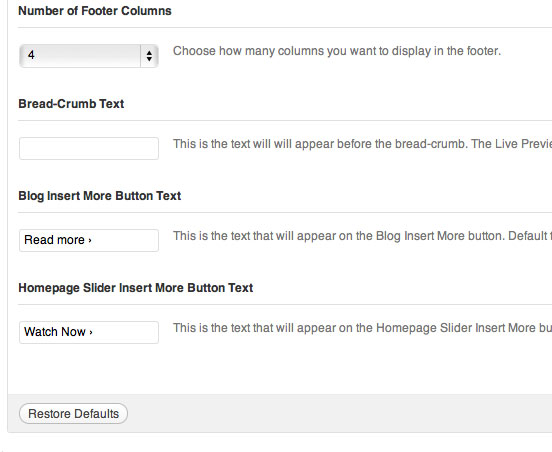 Number of Footer Columns
4
Choose how many columns you want to display in the footer.
Bread-Crumb Text
This is the text will will appear before the bread-crumb. The Live
Blog Insert More Button Text
Read more ›
This is the text that will appear on the Blog Insert More button. Default
Homepage Slider Insert More Button Text
Watch Now ›
This is the text that will appear on the Homepage Slider Insert More
Restore Defaults